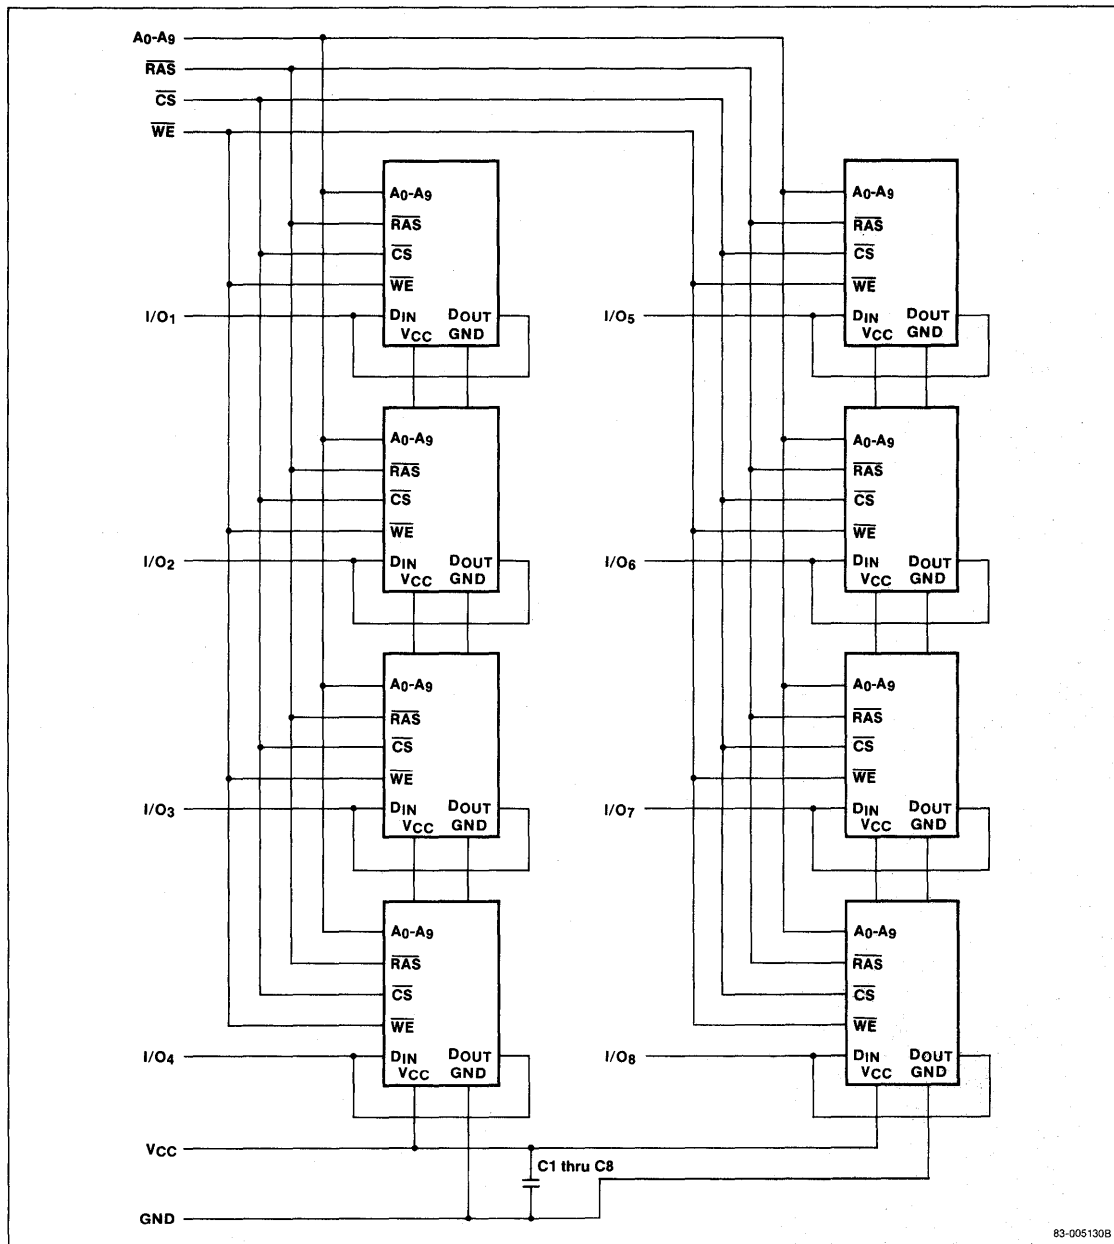 A0-A9
RAS
CS
WE
A0-A9
RAS
CS
WE
I/O1
DIN DOUT
VCC GND
A0-A9
RAS
CS
WE
I/O5
DIN DOUT
VCC GND
A0-A9
RAS
CS
WE
I/O2
DIN DOUT
VCC GND
A0-A9
RAS
CS
WE
I/O6
DIN DOUT
VCC GND
A0-A9
RAS
CS
WE
I/O3
DIN DOUT
VCC GND
A0-A9
RAS
CS
WE
I/O7
DIN DOUT
VCC GND
A0-A9
RAS
CS
WE
I/O4
DIN DOUT
VCC GND
A0-A9
RAS
CS
WE
I/O8
DIN DOUT
VCC GND
VCC
C1 thru C8
GND
83-005130B